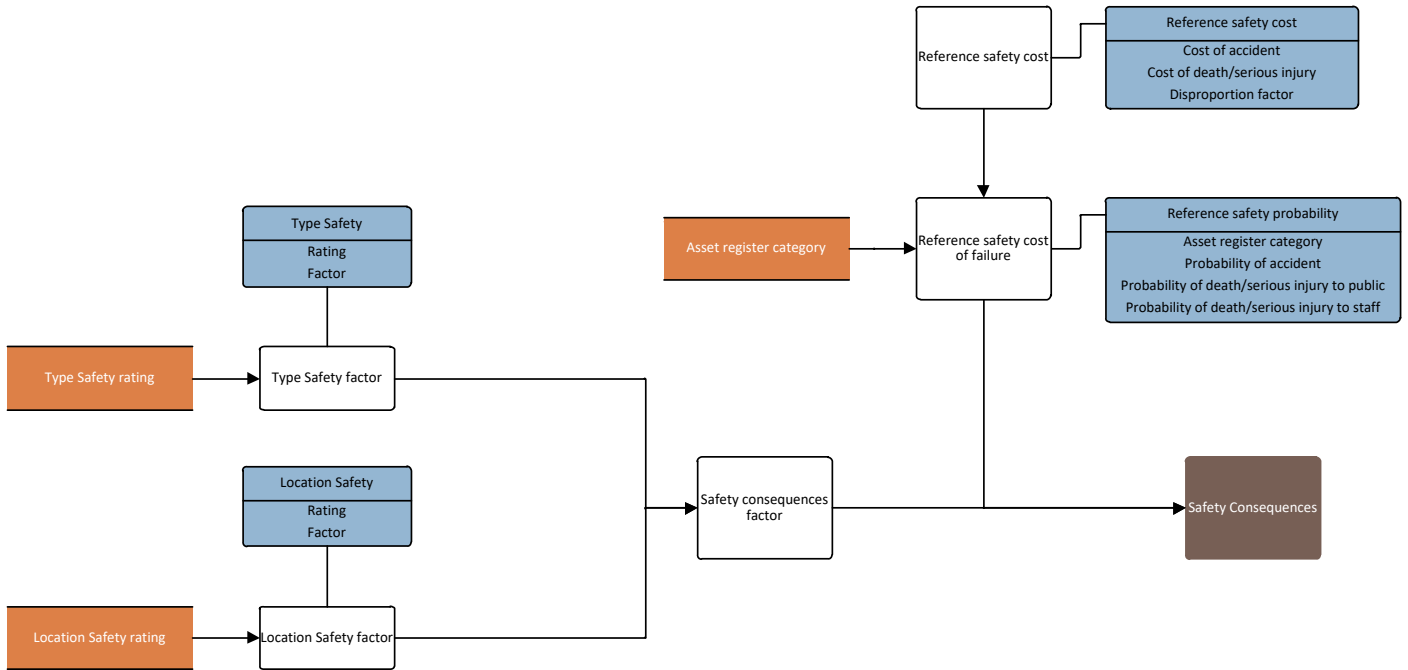 Reference safety cost
Reference safety cost
Cost of accident
Cost of death/serious injury
Disproportion factor
Type Safety
Rating
Factor
Asset register category
Reference safety cost
of failure
Reference safety probability
Asset register category
Probability of accident
Probability of death/serious injury to public
Probability of death/serious injury to staff
Type Safety rating
Type Safety factor
Location Safety
Rating
Factor
Safety consequences
factor
Safety Consequences
Location Safety rating
Location Safety factor